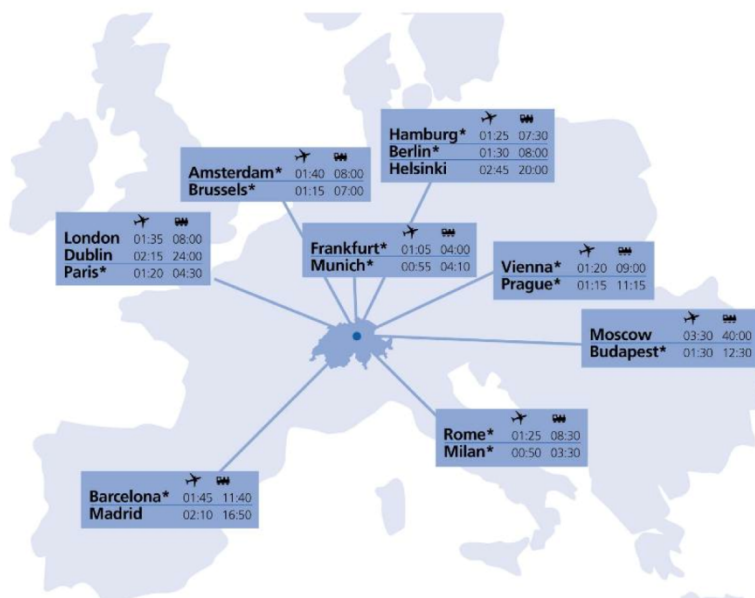 Hamburg* 01:25 07:30
Berlin* 01:30 08:00
Helsinki 02:45 20:00
Amsterdam* 01:40 08:00
Brussels* 01:15 07:00
London 01:35 08:00
Dublin 02:15 24:00
Paris* 01:20 04:30
Frankfurt* 01:05 04:00
Munich* 00:55 04:10
Vienna* 01:20 09:00
Prague* 01:15 11:15
Moscow 03:30 40:00
Budapest* 01:30 12:30
Rome* 01:25 08:30
Milan* 00:50 03:30
Barcelona* 01:45 11:40
Madrid 02:10 16:50